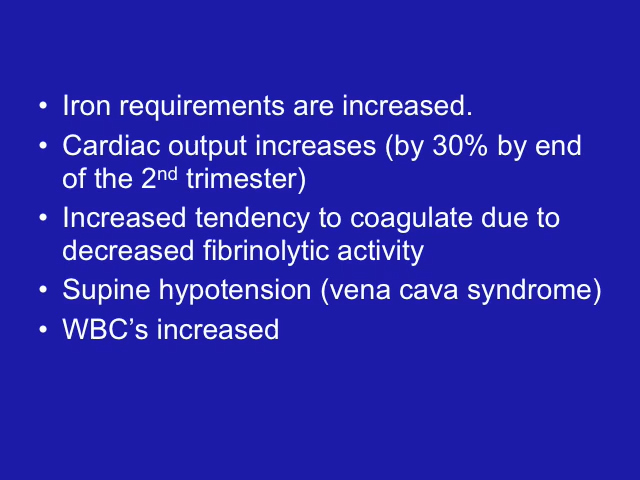 • Iron requirements are increased.
• Cardiac output increases (by 30% by end
of the 2nd trimester)
• Increased tendency to coagulate due to
decreased fibrinolytic activity
• Supine hypotension (vena cava syndrome)
• WBC’s increased